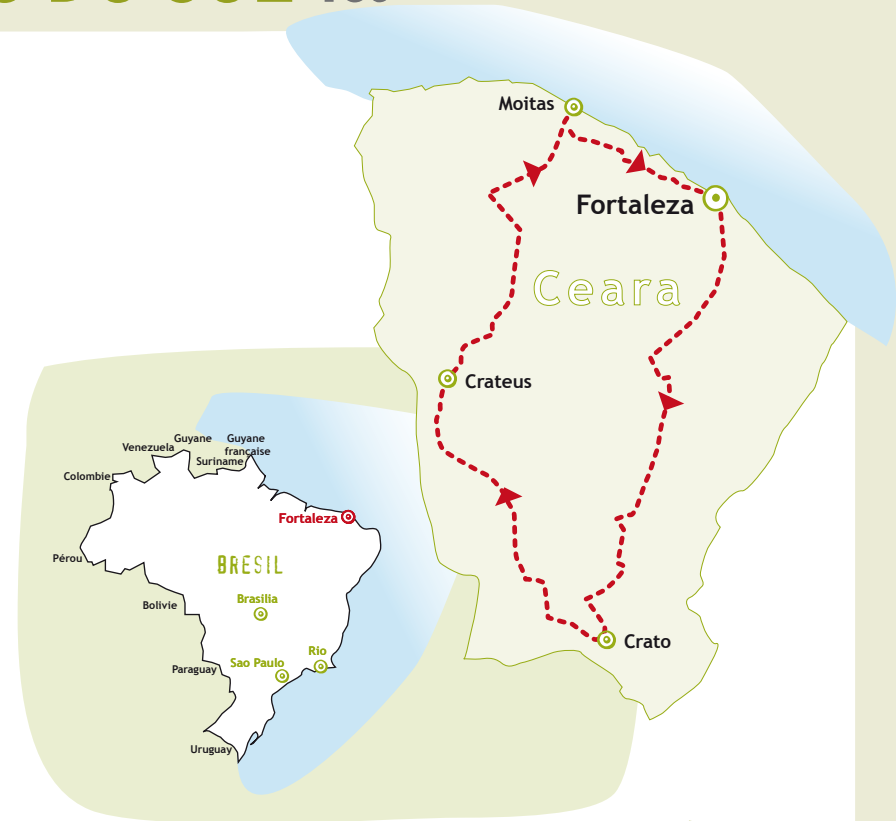 Moitas
Fortaleza
Ceara
Crateus
Crato
Guyane
Guyane
française
Venezuela
Suriname
Colombie
Fortaleza
Pérou
BRESIL
Brasilia
Bolivie
Rio
Sao Paulo
Paraguay
Uruguay